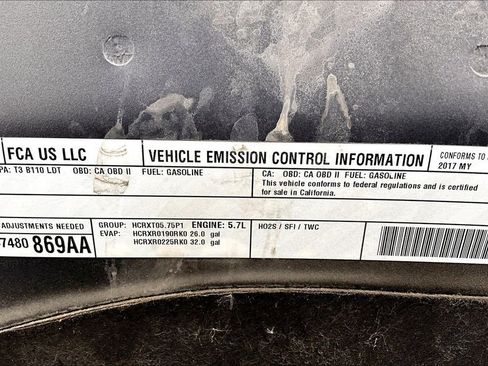 FCA US LLC VEHICLE EMISSION CONTROL INFORMATION CONFORMS TO
2017 MY
PA: T3 B110 LDT OBD: CA OBD II FUEL: GASOLINE
CA: OBD: CA OBD II FUEL: GASOLINE
This vehicle conforms to federal regulations and is certified
for sale in California.
ADJUSTMENTS NEEDED
7480 869AA
GROUP: HCRXT05.75P1 ENGINE: 5.7L
EVAP: HCRXR0190RK0 26.0 gal
HCRXR0225RK0 32.0 gal
HO2S / SFI / TWC